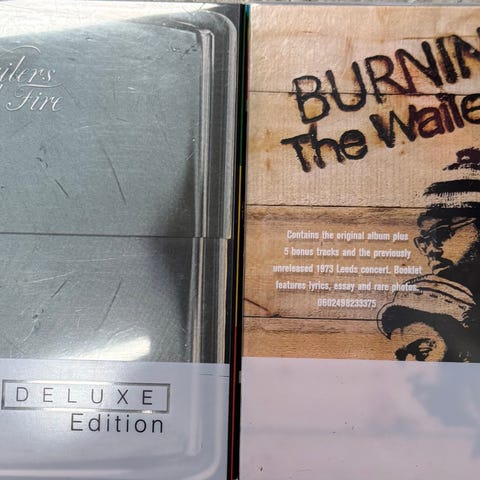 ilers
Fire
DELUXE
Edition
BURNIN
The Waile
Contains the original album plus
5 bonus tracks and the previously
unreleased 1973 Leeds concert. Booklet
features lyrics, essay and rare photos.
0602498233375